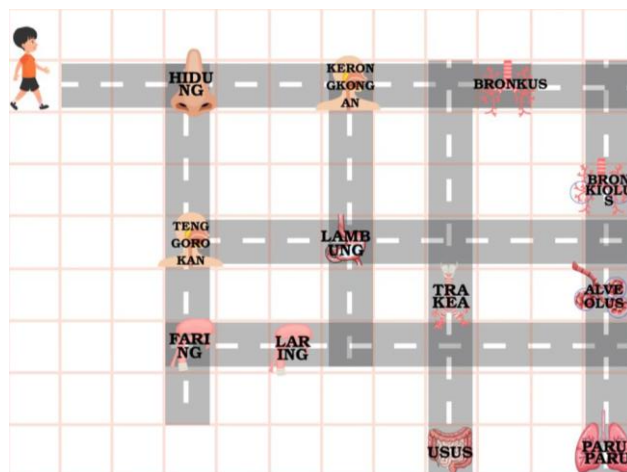 HIDU
NG
KERON
GKONG
AN
BRONKUS
BRON
KIOLU
S
TENG
GOROK
KAN
LAMB
UNG
TRA
KEA
ALVE
OLUS
FARI
NG
LAR
ING
USUS
PARU
PARU